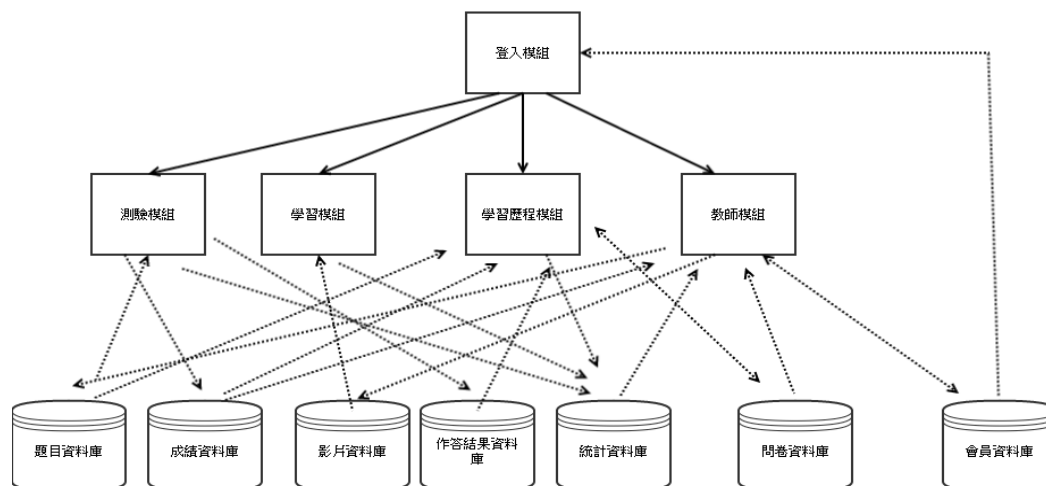 登入模組
測驗模組
學習模組
學習歷程模組
教師模組
題目資料庫
成績資料庫
影片資料庫
作答結果資料
庫
統計資料庫
問卷資料庫
會員資料庫